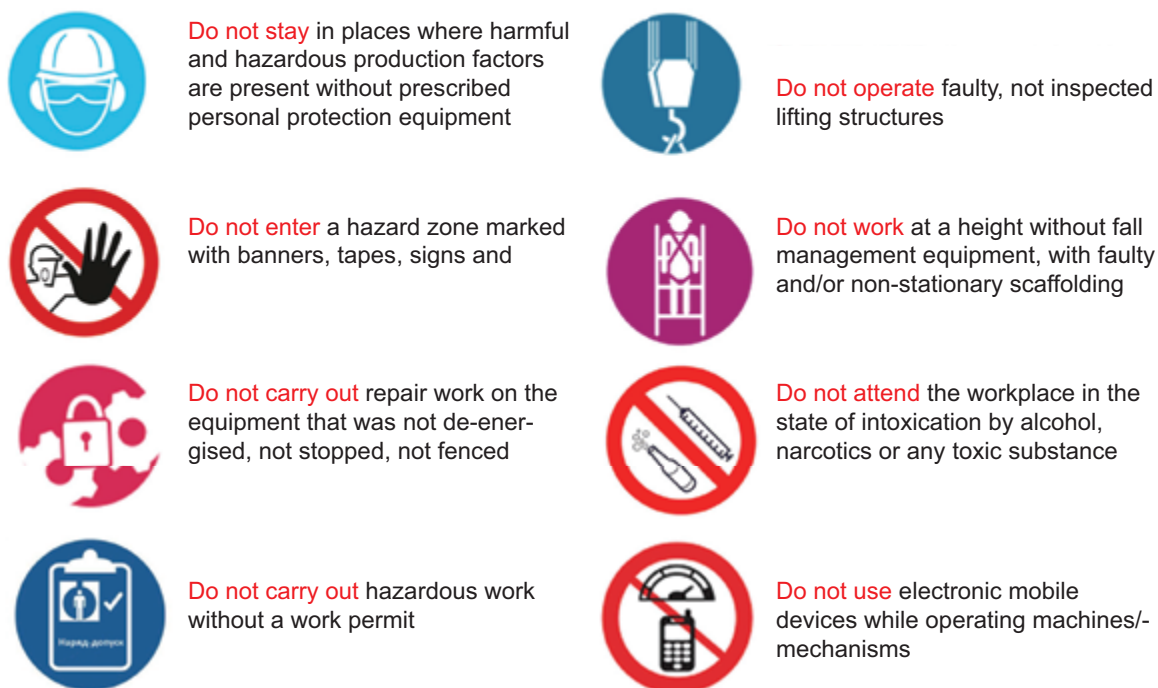 Do not stay in places where harmful
and hazardous production factors
are present without prescribed
personal protection equipment
Do not operate faulty, not inspected
lifting structures
Do not enter a hazard zone marked
with banners, tapes, signs and
Do not work at a height without fall
management equipment, with faulty
and/or non-stationary scaffolding
Do not carry out repair work on the
equipment that was not de-ener-
gised, not stopped, not fenced
Do not attend the workplace in the
state of intoxication by alcohol,
narcotics or any toxic substance
Наряд-допуск
Do not carry out hazardous work
without a work permit
Do not use electronic mobile
devices while operating machines/-
mechanisms